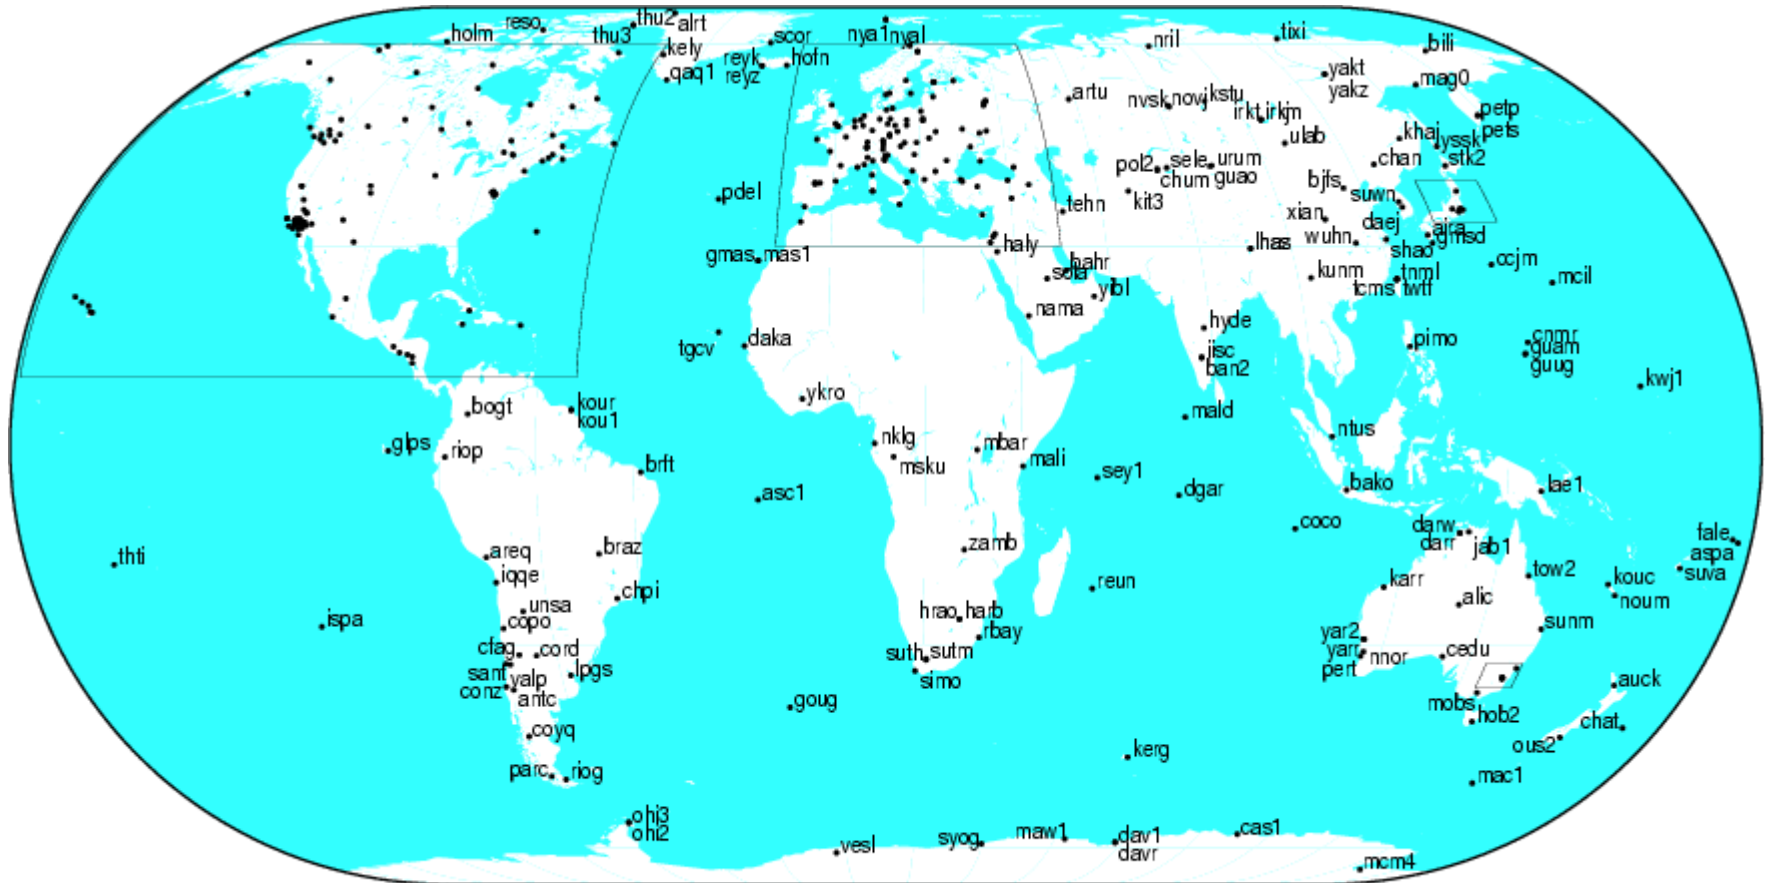 thu2 alrt
reso
holm
thu3
kely
qaq1
scor
reyk
reyz
hofn
nya1 nyal
nril
tixi
bili
yakt
yakz
mag0
artu
nvsk novj kstu
irkt irkjm
petp
pets
ulab
khaj
yssk
stk2
chan
pol2 sele urum
chum guao
bjfs
kit3
suwn
pdel
tehn
xian
daej
aira
wuhn
shao
gmsd
lhas
haly
gmas mas1
bahr
sola
kunm
tnml
tcms twtf
ccjm
mcil
yibl
nama
hyde
jisc
ban2
pimo
cnmr
guam
guug
kwj1
tgcv
daka
ykro
bogt
kour
kou1
mald
glps
riop
nklg
msku
mbar
mali
ntus
brft
sey1
asc1
dgar
bako
lae1
coco
darw
darr
jab1
fale
aspa
suva
thti
areq
braz
zamb
reun
karr
tow2
kouc
noum
iqqe
chpi
alic
ispa
unsa
copo
hrao harb
rbay
sunm
cfag
cord
suth sutm
simo
yar2
yarr
pert
nnor
cedu
sant
yalp
lpgs
conz
antc
goug
mobs
hob2
auck
chat
ous2
coyq
kerg
parc
riog
mac1
ohi3
ohi2
vesl
syog
maw1
dav1
davr
cas1
mcm4